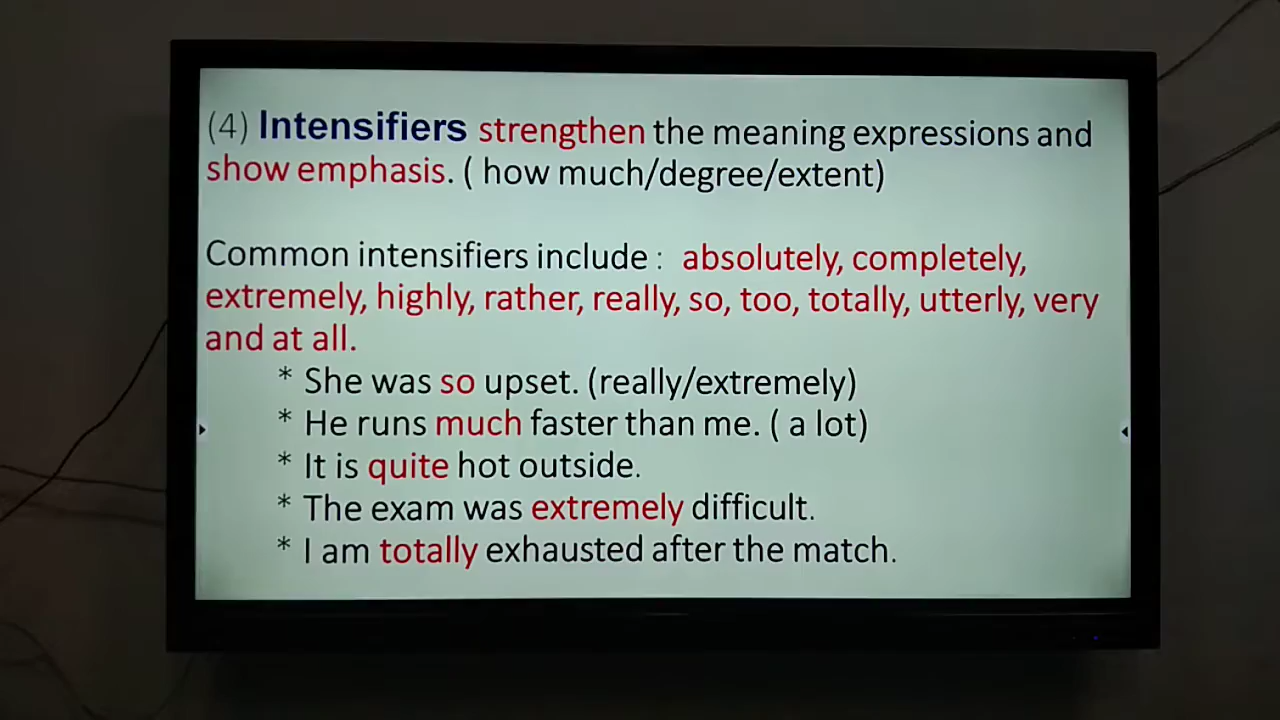 (4) Intensifiers strengthen the meaning expressions and
show emphasis. ( how much/degree/extent)
Common intensifiers include : absolutely, completely,
extremely, highly, rather, really, so, too, totally, utterly, very
and at all.
* She was so upset. (really/extremely)
* He runs much faster than me. ( a lot)
* It is quite hot outside.
* The exam was extremely difficult.
* I am totally exhausted after the match.